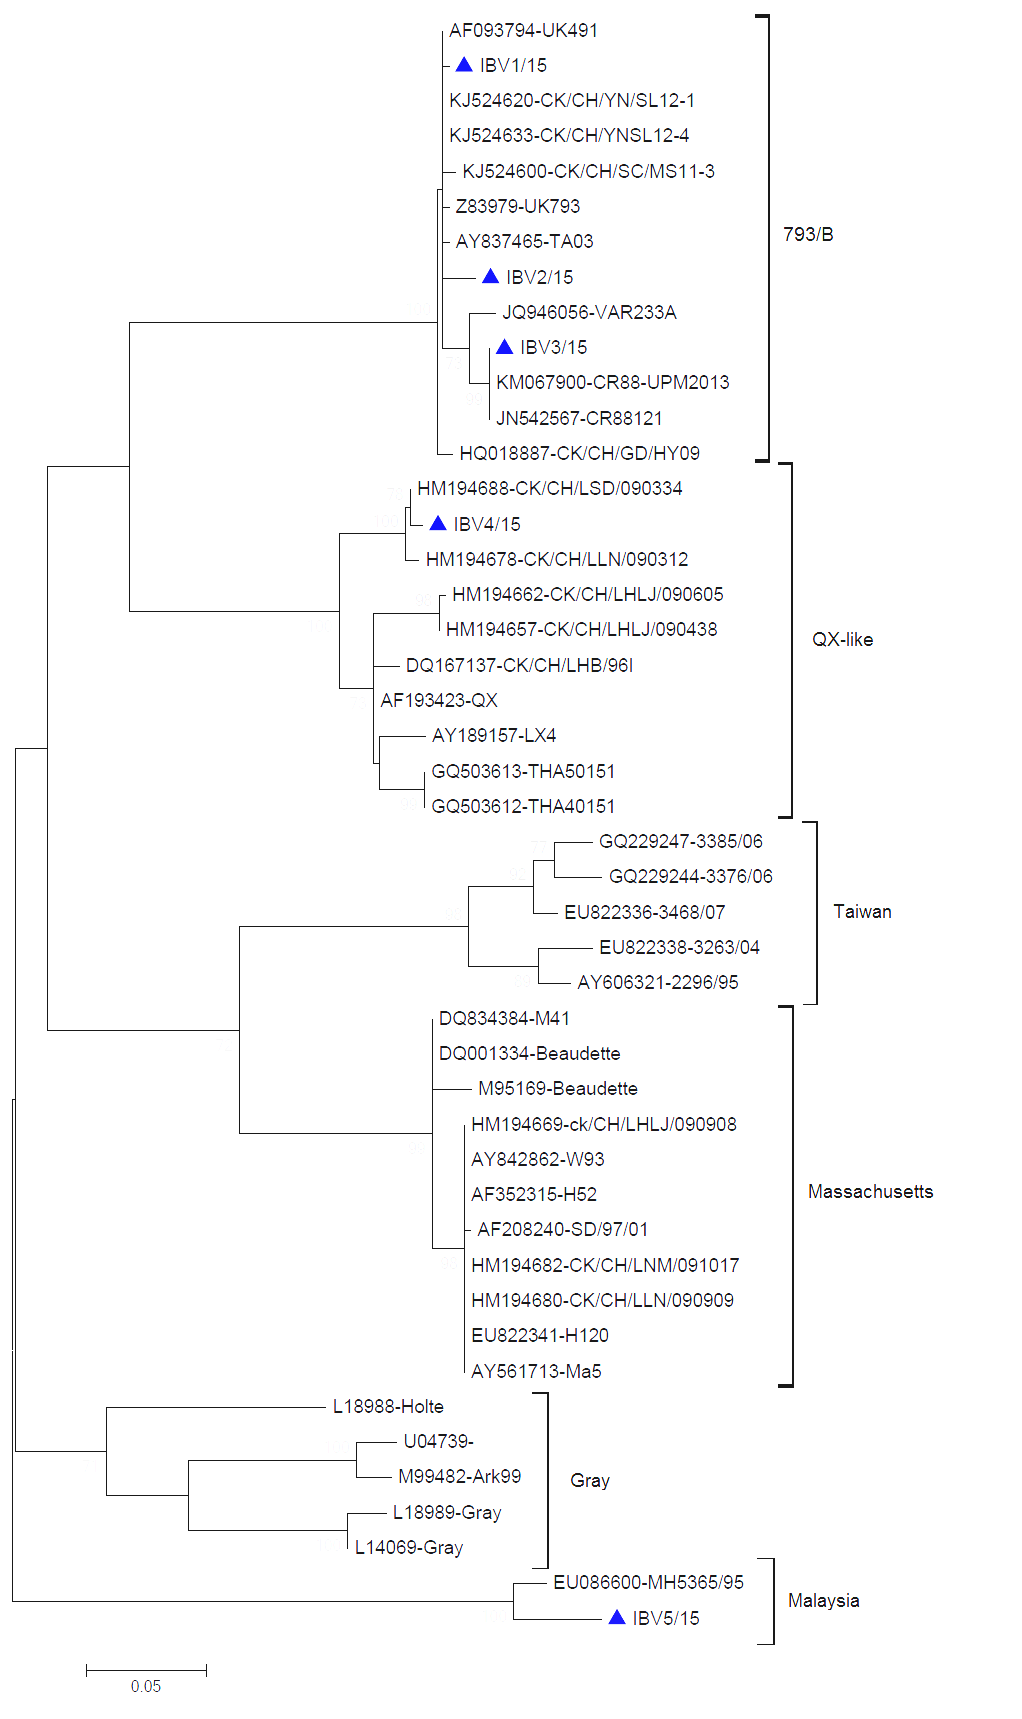 AF093794-UK491
IBV1/15
KJ524620-CK/CH/YN/SL12-1
KJ524633-CK/CH/YNSL12-4
KJ524600-CK/CH/SC/MS11-3
Z83979-UK793
793/B
AY837465-TA03
IBV2/15
JQ946056-VAR233A
IBV3/15
KM067900-CR88-UPM2013
JN542567-CR88121
HQ018887-CK/CH/GD/HY09
HM194688-CK/CH/LSD/090334
IBV4/15
HM194678-CK/CH/LLN/090312
HM194662-CK/CH/LHLJ/090605
HM194657-CK/CH/LHLJ/090438
QX-like
DQ167137-CK/CH/LHB/96I
AF193423-QX
AY189157-LX4
GQ503613-THA50151
GQ503612-THA40151
GQ229247-3385/06
GQ229244-3376/06
EU822336-3468/07
Taiwan
EU822338-3263/04
AY606321-2296/95
DQ834384-M41
DQ001334-Beaudette
M95169-Beaudette
HM194669-ck/CH/LHLJ/090908
AY842862-W93
AF352315-H52
Massachusetts
AF208240-SD/97/01
HM194682-CK/CH/LNM/091017
HM194680-CK/CH/LLN/090909
EU822341-H120
AY561713-Ma5
L18988-Holte
U04739-
M99482-Ark99
Gray
L18989-Gray
L14069-Gray
EU086600-MH5365/95
Malaysia
IBV5/15
0.05